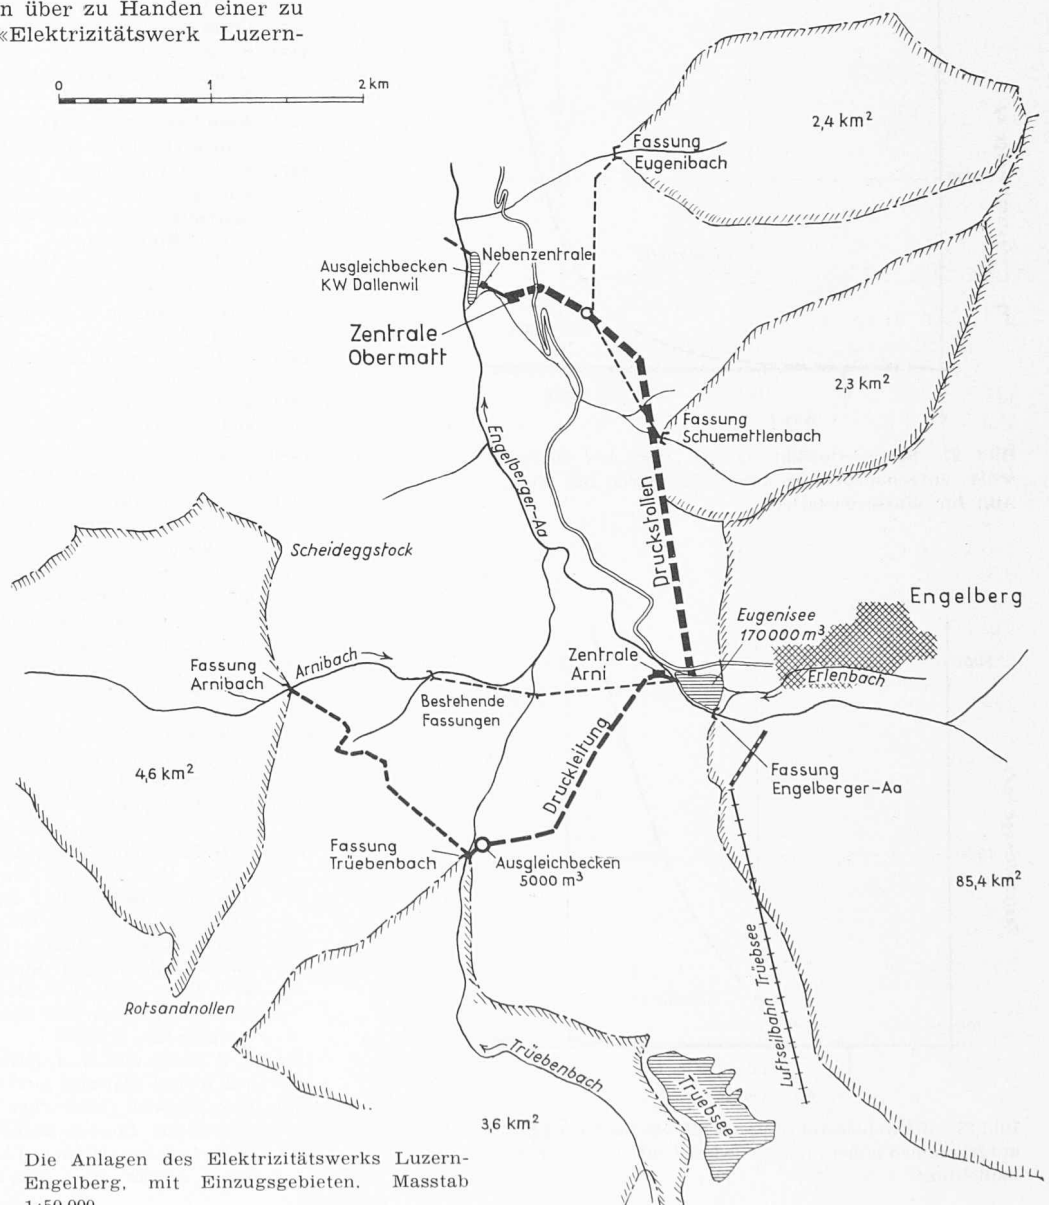 n über zu Handen einer zu
«Elektrizitätswerk Luzern-
0 1 2 km
2,4 km²
Fassung
Eugenibach
Nebenzentrale
Ausgleichbecken
KW Dallenwil
Zentrale
Obermatt
2,3 km²
Fassung
Schuemettlenbach
Engelberger-Aa
Druckstollen
Scheideggstock
Engelberg
Eugenisee
170000 m³
Zentrale
Arni
Erlenbach
Fassung
Arnibach
Arnibach
Bestehende
Fassungen
4,6 km²
Druckleitung
Fassung
Engelberger-Aa
Fassung
Trüebenbach
Ausgleichbecken
5000 m³
85,4 km²
Luftseilbahn Trüebsee
Rotsandnollen
Trüebenbach
Trüebsee
3,6 km²
Die Anlagen des Elektrizitätswerks Luzern-
Engelberg, mit Einzugsgebieten. Masstab
1:50 000